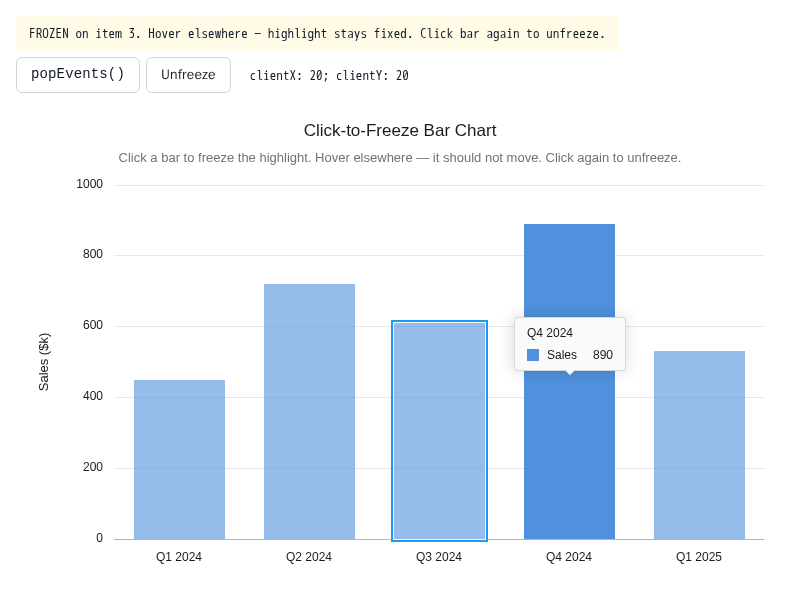 FROZEN on item 3. Hover elsewhere — highlight stays fixed. Click bar again to unfreeze.
popEvents() Unfreeze clientX: 20; clientY: 20
Click-to-Freeze Bar Chart
Click a bar to freeze the highlight. Hover elsewhere — it should not move. Click again to unfreeze.
1000
800
600
400
200
0
Sales ($k)
Q4 2024
Sales 890
Q1 2024 Q2 2024 Q3 2024 Q4 2024 Q1 2025